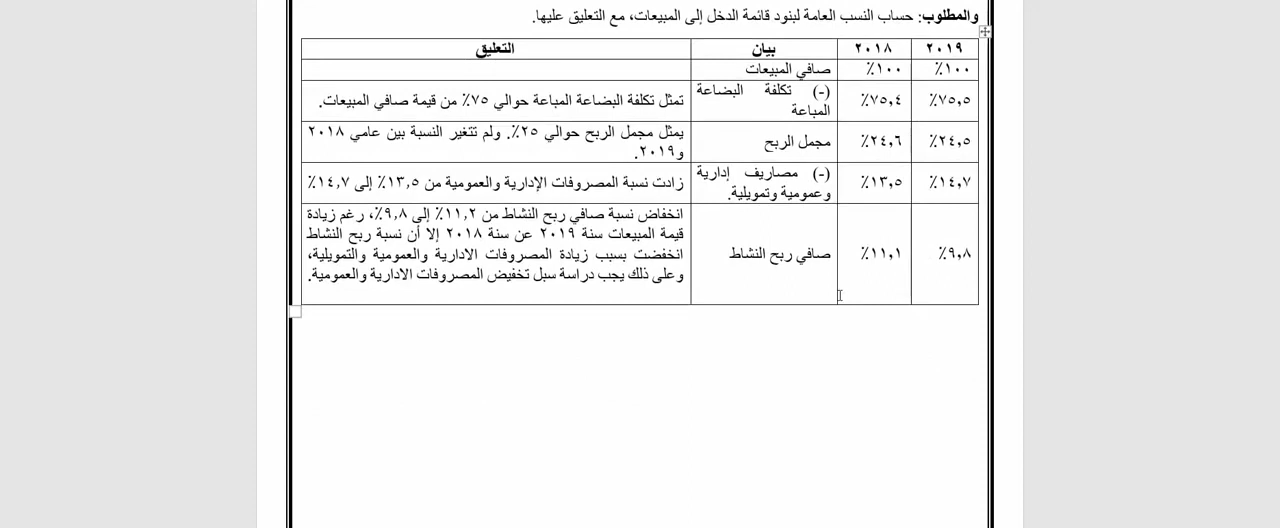 والمطلوب: حساب النسب العامة لبنود قائمة الدخل إلى المبيعات، مع التعليق عليها.
٢٠١٩ ٢٠١٨ بيان التعليق
٪١٠٠ ٪١٠٠ صافي المبيعات
٪٧٥,٥ ٪٧٥,٤ (-) تكلفة البضاعة
المباعة
تمثل تكلفة البضاعة المباعة حوالي ٧٥٪ من قيمة صافي المبيعات.
٪٢٤,٥ ٪٢٤,٦ مجمل الربح
يمثل مجمل الربح حوالي ٢٥٪. ولم تتغير النسبة بين عامي ٢٠١٨
و٢٠١٩.
٪١٤,٧ ٪١٣,٥ (-) مصاريف إدارية
وعمومية وتمويلية.
زادت نسبة المصروفات الإدارية والعمومية من ١٣,٥٪ إلى ١٤,٧٪
٪٩,٨ ٪١١,١ صافي ربح النشاط
انخفاض نسبة صافي ربح النشاط من ١١,٢٪ إلى ٩,٨٪، رغم زيادة
قيمة المبيعات سنة ٢٠١٩ عن سنة ٢٠١٨ إلا أن نسبة ربح النشاط
انخفضت بسبب زيادة المصروفات الادارية والعمومية والتمويلية،
وعلى ذلك يجب دراسة سبل تخفيض المصروفات الادارية والعمومية.